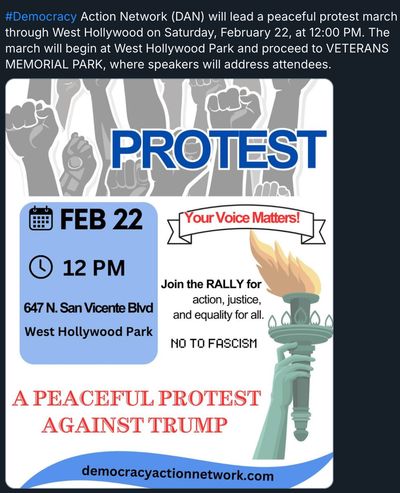 #Democracy Action Network (DAN) will lead a peaceful protest march
through West Hollywood on Saturday, February 22, at 12:00 PM. The
march will begin at West Hollywood Park and proceed to VETERANS
MEMORIAL PARK, where speakers will address attendees.
PROTEST
FEB 22
12 PM
647 N. San Vicente Blvd
West Hollywood Park
Your Voice Matters!
Join the RALLY for
action, justice,
and equality for all.
NO TO FASCISM
A PEACEFUL PROTEST
AGAINST TRUMP
democracyactionnetwork.com